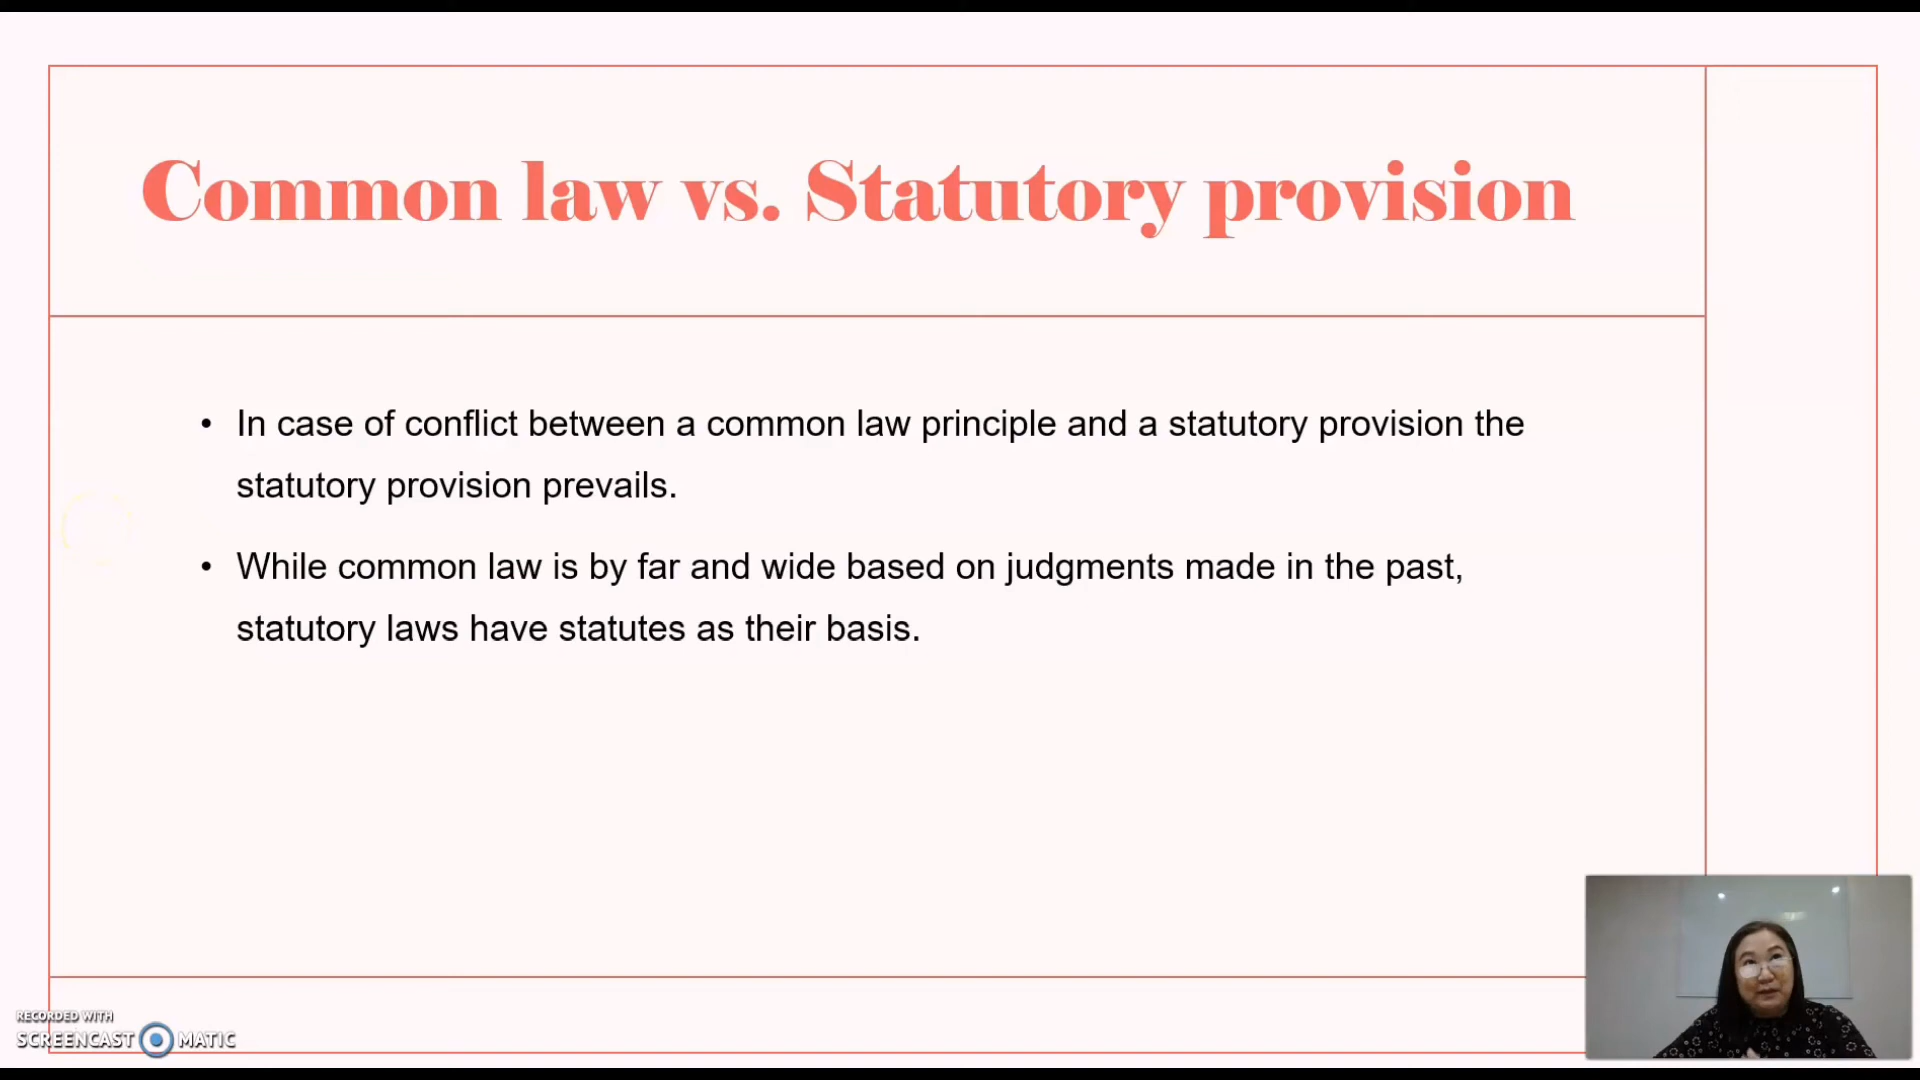 Common law vs. Statutory provision
• In case of conflict between a common law principle and a statutory provision the
statutory provision prevails.
• While common law is by far and wide based on judgments made in the past,
statutory laws have statutes as their basis.
RECORDED WITH
SCREENCAST MATIC